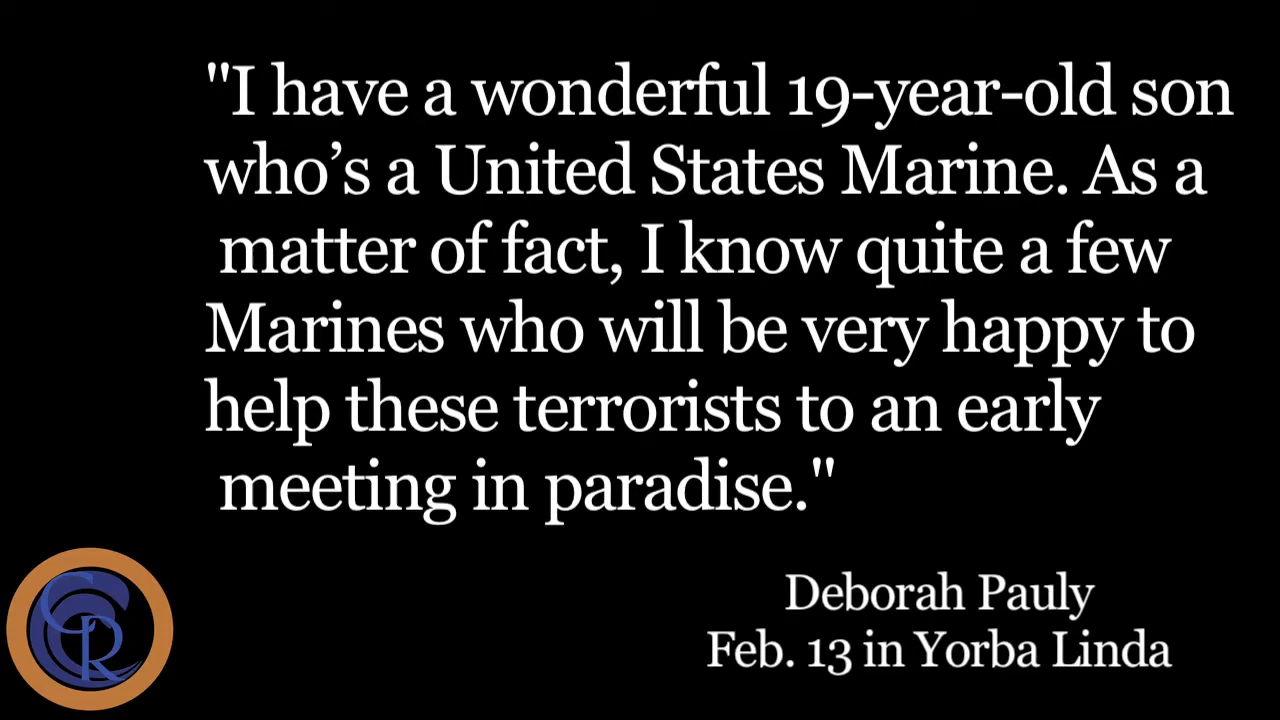 "I have a wonderful 19-year-old son
who’s a United States Marine. As a
matter of fact, I know quite a few
Marines who will be very happy to
help these terrorists to an early
meeting in paradise."
Deborah Pauly
Feb. 13 in Yorba Linda
CR